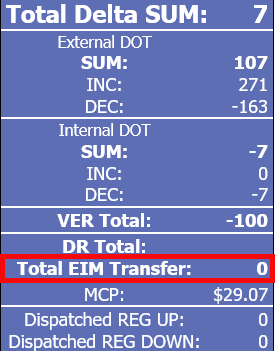 Total Delta SUM: 7
External DOT
SUM: 107
INC: 271
DEC: -163
Internal DOT
SUM: -7
INC: 0
DEC: -7
VER Total: -100
DR Total:
Total EIM Transfer: 0
MCP: $29.07
Dispatched REG UP: 0
Dispatched REG DOWN: 0